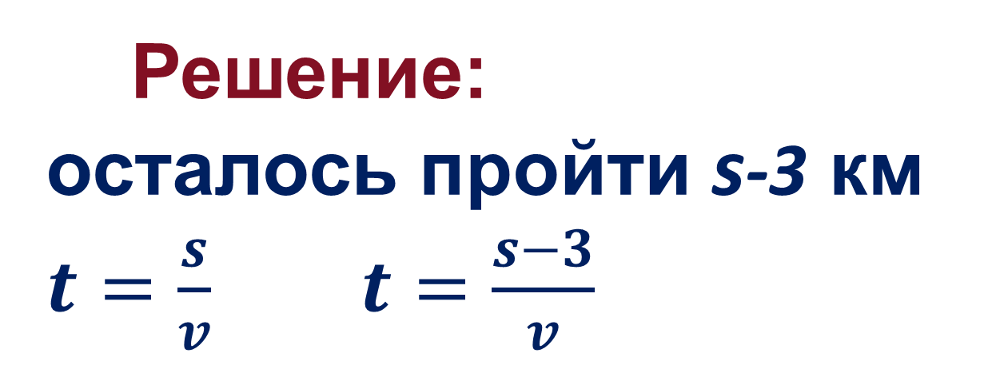 Решение:
осталось пройти s-3 км
t = s/v t = s−3/v